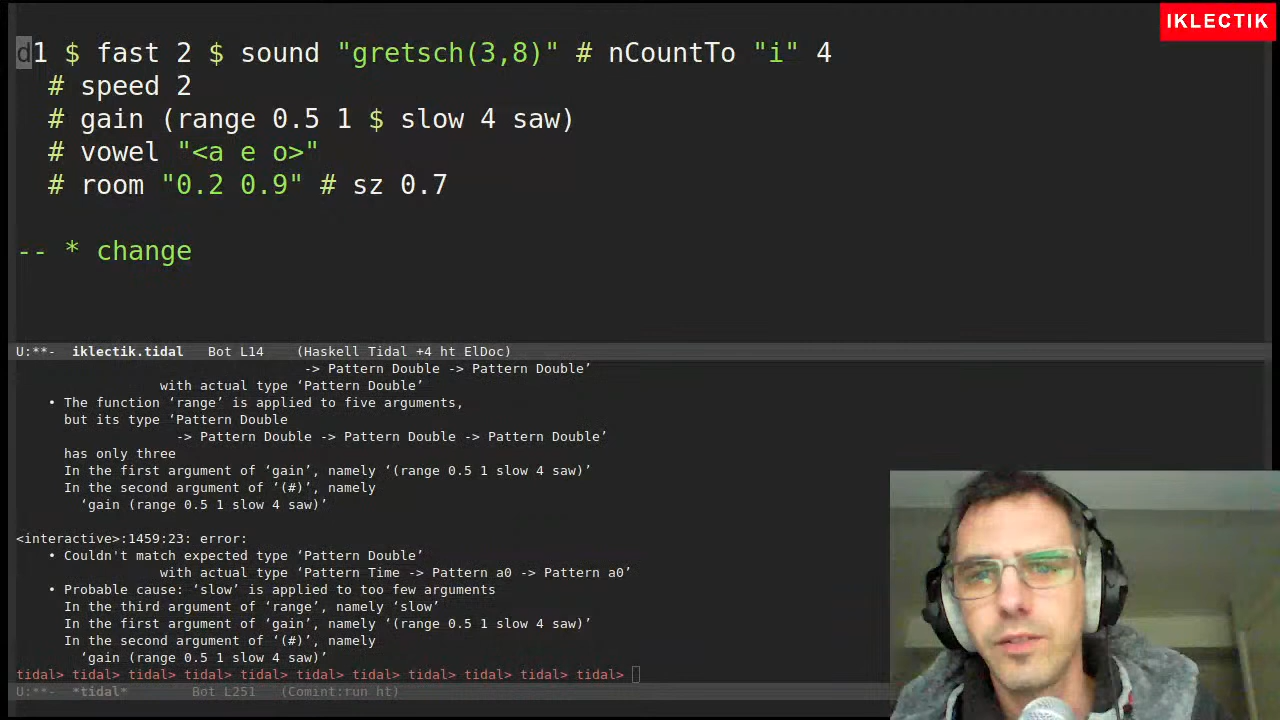 IKLECTIK
d1 $ fast 2 $ sound "gretsch(3,8)" # nCountTo "i" 4
# speed 2
# gain (range 0.5 1 $ slow 4 saw)
# vowel "<a e o>"
# room "0.2 0.9" # sz 0.7
-- * change
U:**-  iklectik.tidal   Bot L14    (Haskell Tidal +4 ht ElDoc)
-> Pattern Double -> Pattern Double’
with actual type ‘Pattern Double’
• The function ‘range’ is applied to five arguments,
but its type ‘Pattern Double
-> Pattern Double -> Pattern Double -> Pattern Double’
has only three
In the first argument of ‘gain’, namely ‘(range 0.5 1 slow 4 saw)’
In the second argument of ‘(#)’, namely
‘gain (range 0.5 1 slow 4 saw)’
<interactive>:1459:23: error:
• Couldn't match expected type ‘Pattern Double’
with actual type ‘Pattern Time -> Pattern a0 -> Pattern a0’
• Probable cause: ‘slow’ is applied to too few arguments
In the third argument of ‘range’, namely ‘slow’
In the first argument of ‘gain’, namely ‘(range 0.5 1 slow 4 saw)’
In the second argument of ‘(#)’, namely
‘gain (range 0.5 1 slow 4 saw)’
tidal> tidal> tidal> tidal> tidal> tidal> tidal> tidal> tidal> tidal> tidal>
U:**-  *tidal*        Bot L251   (Comint:run ht)